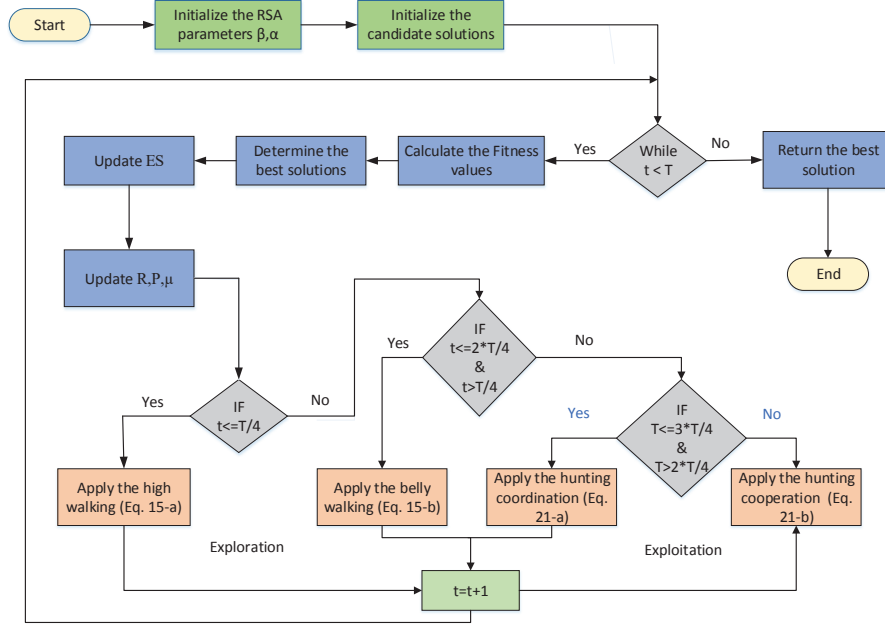 Start
Initialize the RSA
parameters β,α
Initialize the
candidate solutions
Update ES
Determine the
best solutions
Calculate the Fitness
values
Yes
While
t < T
No
Return the best
solution
End
Update R,P,μ
Yes
IF
t<=T/4
No
Yes
IF
t<=2*T/4
&
t>T/4
No
Yes
IF
T<=3*T/4
&
T>2*T/4
No
Apply the high
walking (Eq. 15-a)
Apply the belly
walking (Eq. 15-b)
Apply the hunting
coordination (Eq.
21-a)
Apply the hunting
cooperation (Eq.
21-b)
Exploration
Exploitation
t=t+1